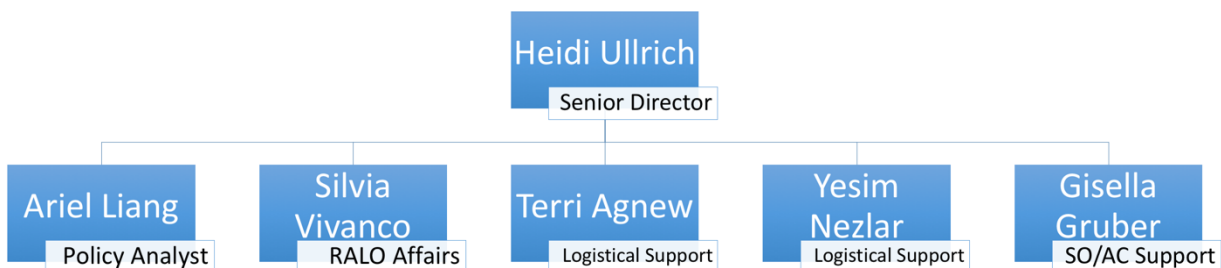 Heidi Ullrich
Senior Director
Ariel Liang
Policy Analyst
Silvia
Vivanco
RALO Affairs
Terri Agnew
Logistical Support
Yesim
Nezlar
Logistical Support
Gisella
Gruber
SO/AC Support